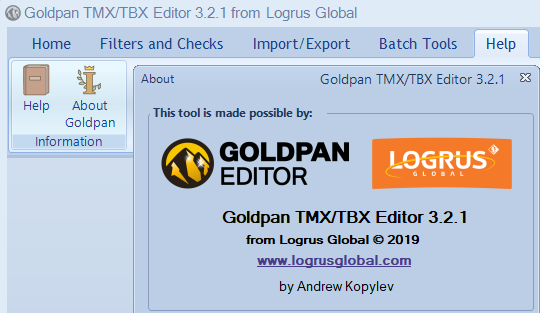 Goldpan TMX/TBX Editor 3.2.1 from Logrus Global
Home Filters and Checks Import/Export Batch Tools Help
Help About Goldpan
Information
About Goldpan TMX/TBX Editor 3.2.1
This tool is made possible by:
GOLDPAN EDITOR
LOGRUS GLOBAL
Goldpan TMX/TBX Editor 3.2.1
from Logrus Global © 2019
www.logrusglobal.com
by Andrew Kopylev